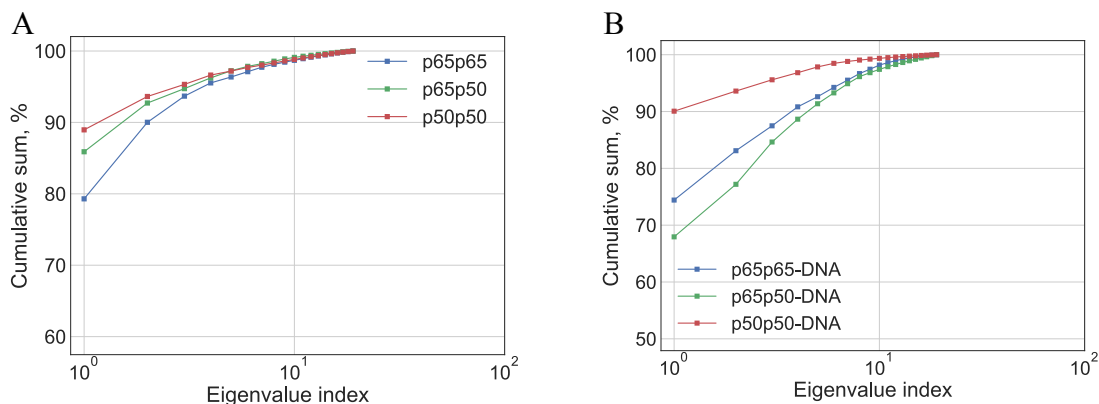 A
Cumulative sum, %
100
90
80
70
60
p65p65
p65p50
p50p50
10^0
10^1
10^2
Eigenvalue index
B
Cumulative sum, %
100
90
80
70
60
50
p65p65-DNA
p65p50-DNA
p50p50-DNA
10^0
10^1
10^2
Eigenvalue index